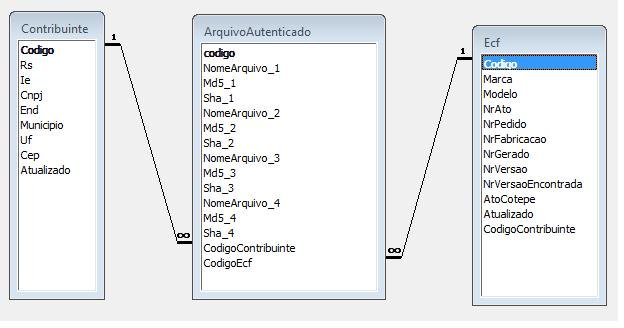 Contribuinte
Codigo
Rs
Ie
Cnpj
End
Municipio
Uf
Cep
Atualizado
1
ArquivoAutenticado
codigo
NomeArquivo_1
Md5_1
Sha_1
NomeArquivo_2
Md5_2
Sha_2
NomeArquivo_3
Md5_3
Sha_3
NomeArquivo_4
Md5_4
Sha_4
CodigoContribuinte
CodigoEcf
∞
∞
1
Ecf
Codigo
Marca
Modelo
NrAto
NrPedido
NrFabricacao
NrGerado
NrVersao
NrVersaoEncontrada
AtoCotepe
Atualizado
CodigoContribuinte